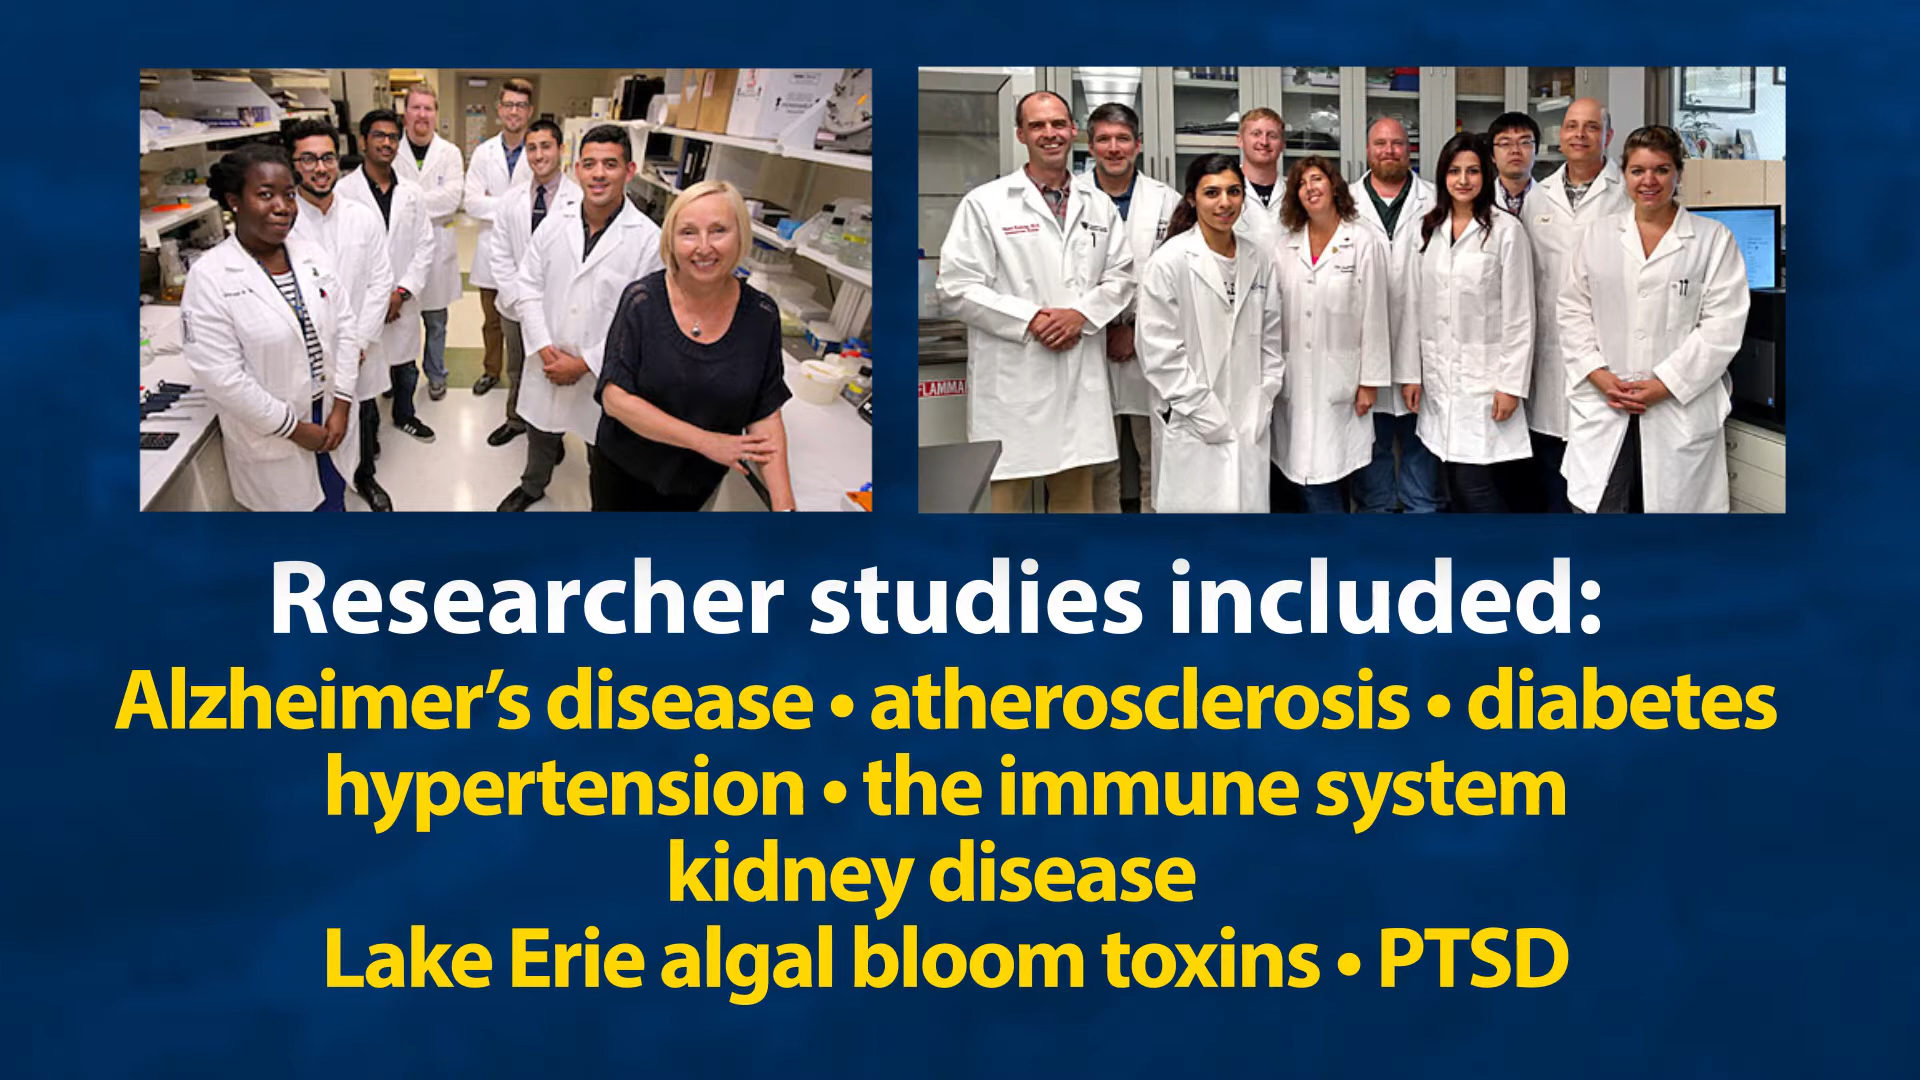 FLAMMA
Researcher studies included:
Alzheimer’s disease • atherosclerosis • diabetes
hypertension • the immune system
kidney disease
Lake Erie algal bloom toxins • PTSD